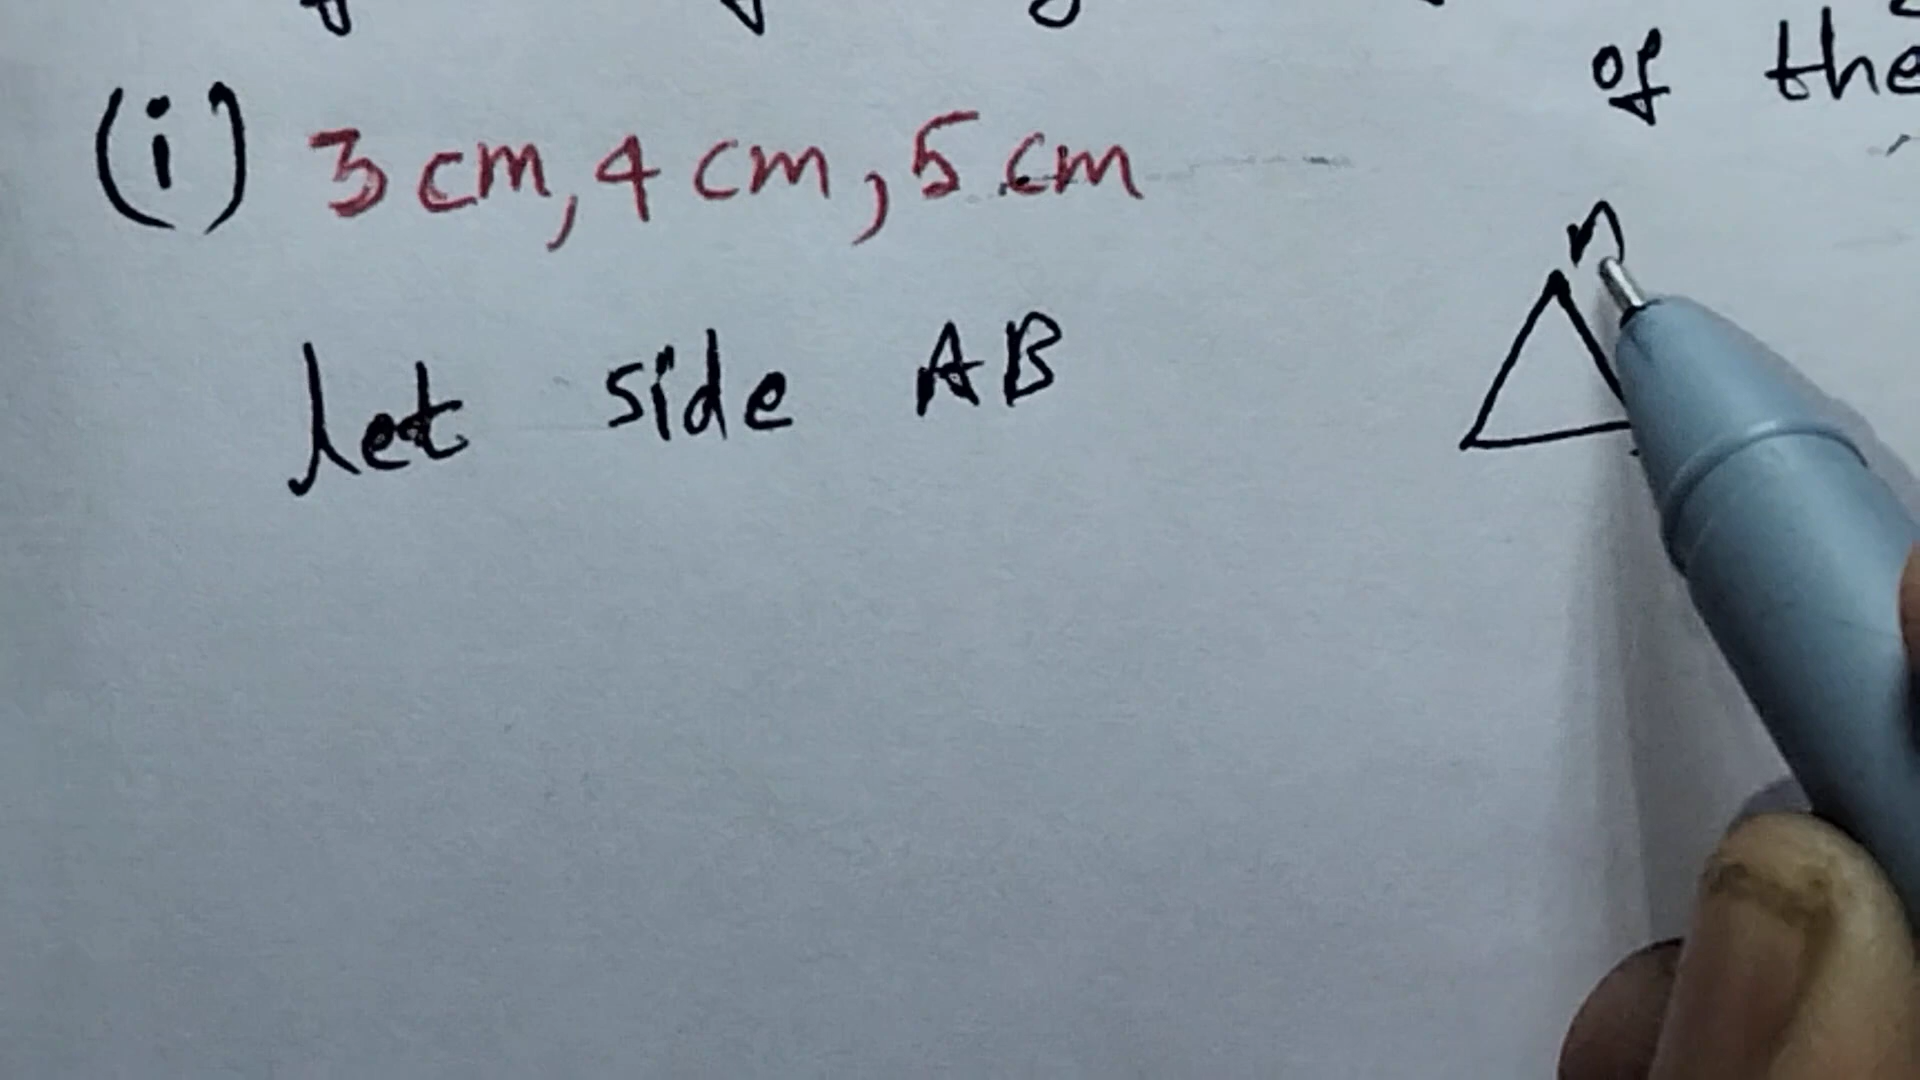 of the
(i) 3 cm, 4 cm, 5 cm
let side AB